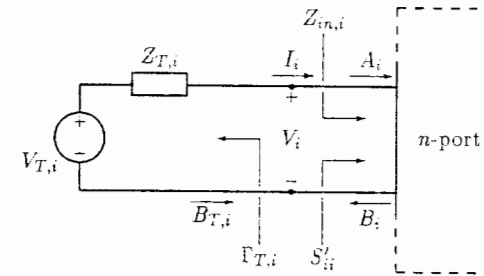 Z_{in,i}
Z_{T,i}
I_i
A_i
+
+
V_i
n-port
−
V_{T,i}
−
B_{T,i}
B_i
Γ_{T,i}
S'_{ii}